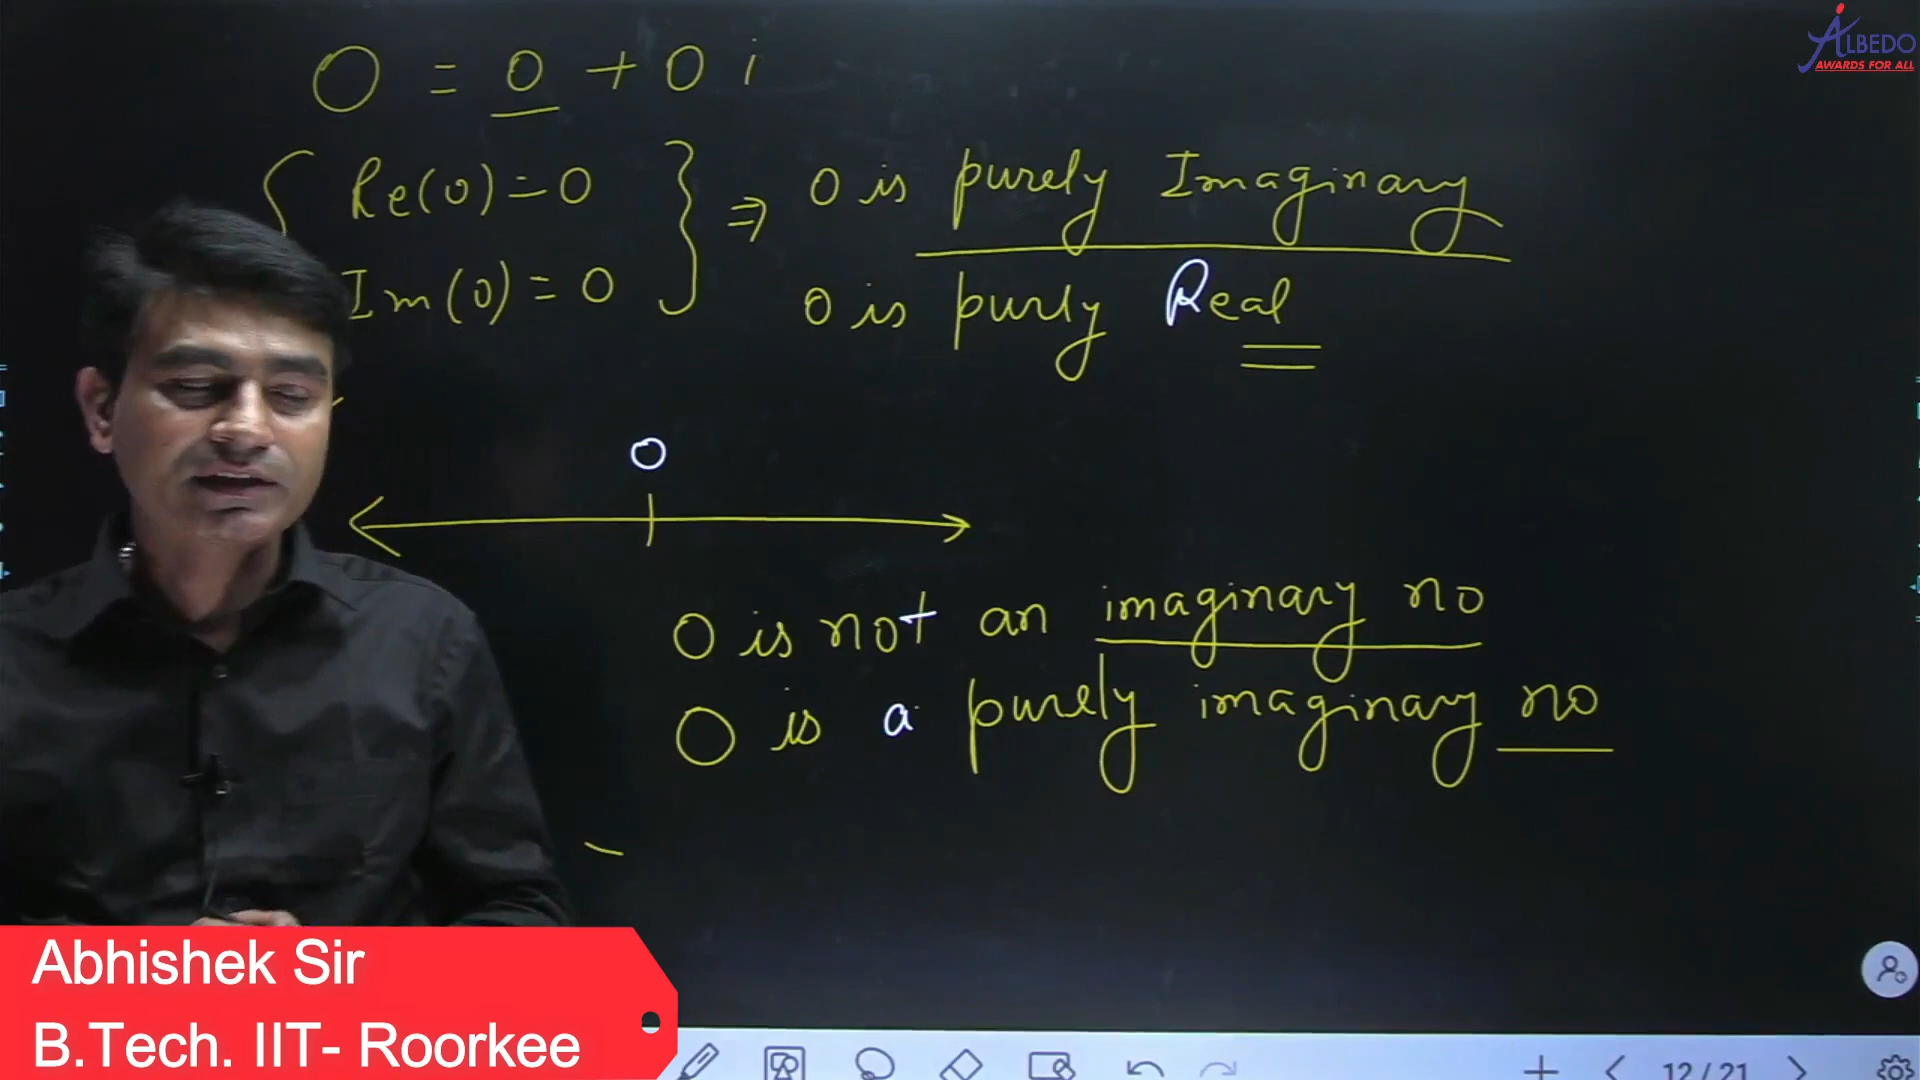 ALBEDO
AWARDS FOR ALL
0 = 0 + 0 i
Re(0) = 0 } ⇒ 0 is purely Imaginary
Im(0) = 0 0 is purly Real
0
0 is not an imaginary no
0 is a purely imaginary no
Abhishek Sir
B.Tech. IIT- Roorkee
12/21